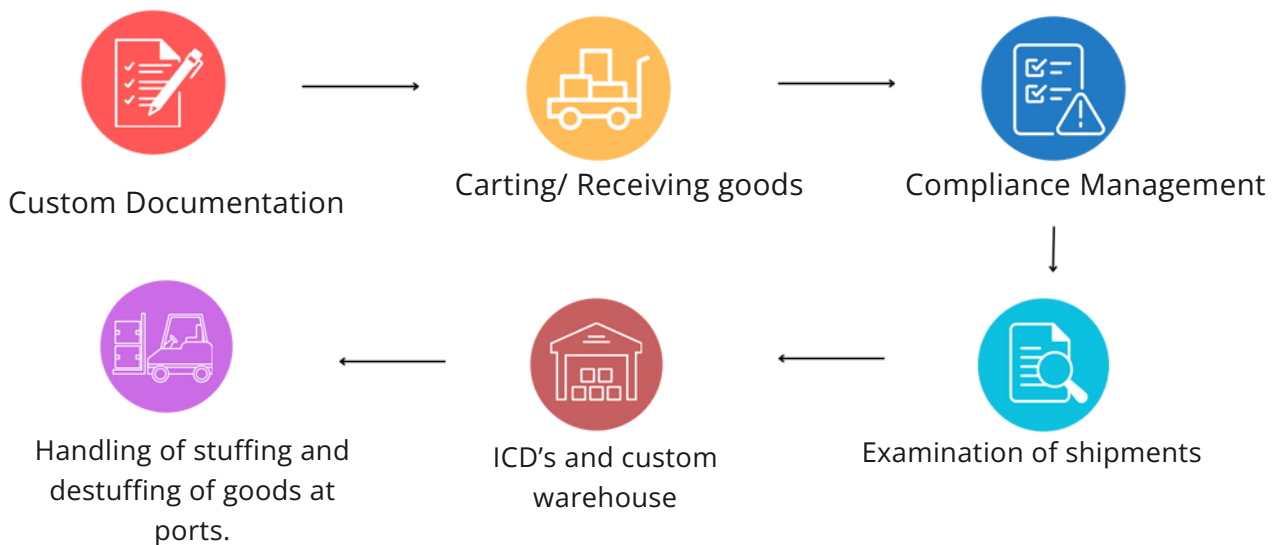 Custom Documentation
Carting/ Receiving goods
Compliance Management
Examination of shipments
ICD’s and custom
warehouse
Handling of stuffing and
destuffing of goods at
ports.